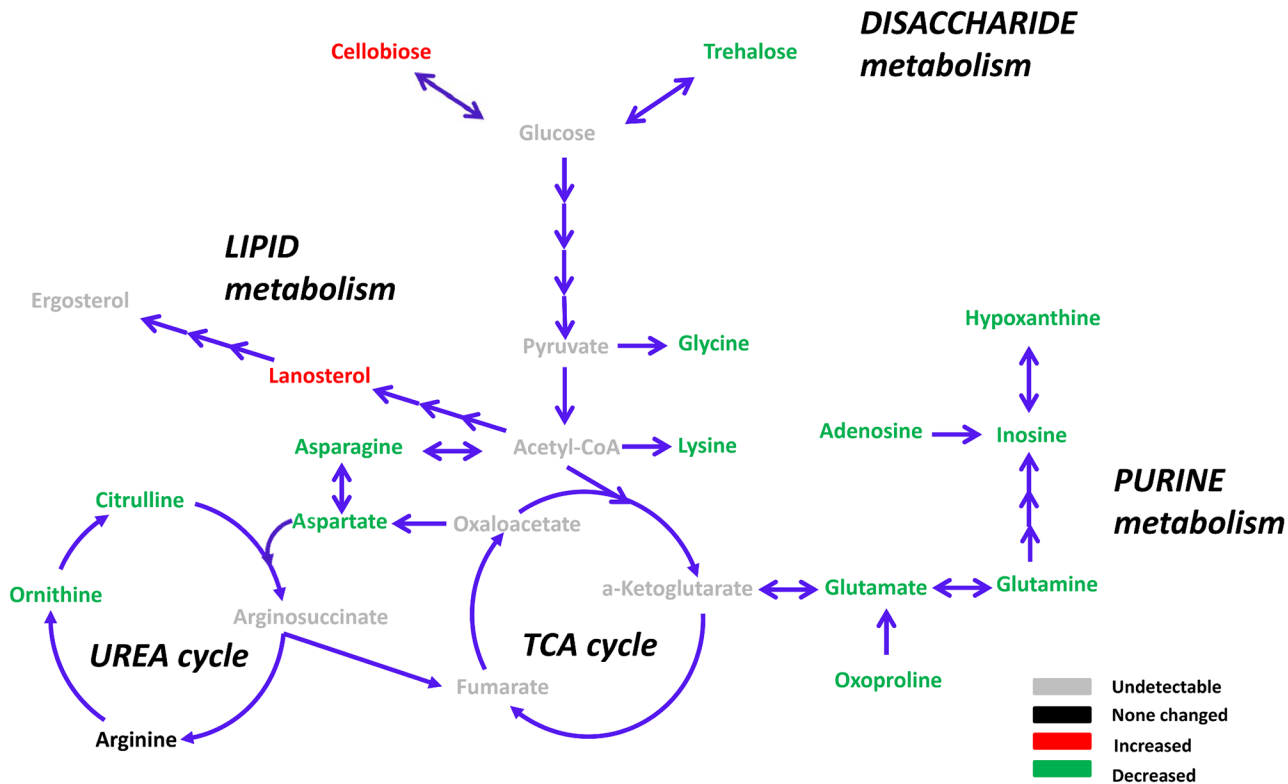 DISACCHARIDE
metabolism
Cellobiose
Trehalose
Glucose
LIPID
metabolism
Ergosterol
Hypoxanthine
Pyruvate
Glycine
Lanosterol
Adenosine
Inosine
Asparagine
Acetyl-CoA
Lysine
PURINE
metabolism
Citrulline
Aspartate
Oxaloacetate
Ornithine
a-Ketoglutarate
Glutamate
Glutamine
Arginosuccinate
UREA cycle
TCA cycle
Fumarate
Oxoproline
Arginine
Undetectable
None changed
Increased
Decreased